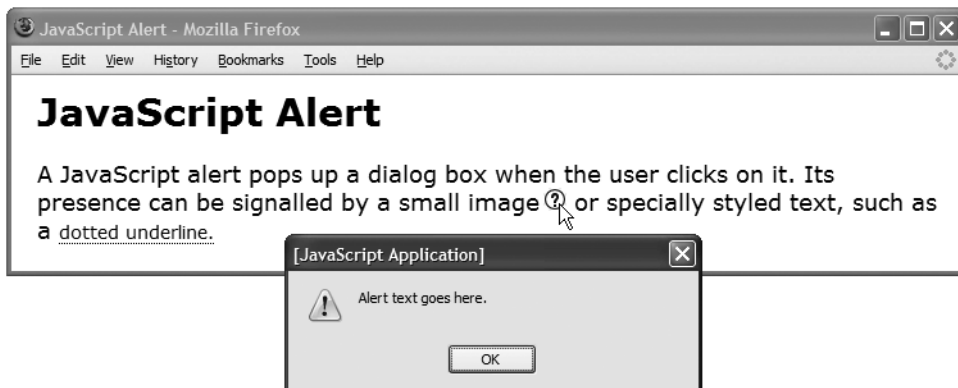 JavaScript Alert - Mozilla Firefox
File Edit View History Bookmarks Tools Help
JavaScript Alert
A JavaScript alert pops up a dialog box when the user clicks on it. Its
presence can be signalled by a small image ? or specially styled text, such as
a dotted underline.
[JavaScript Application]
Alert text goes here.
OK